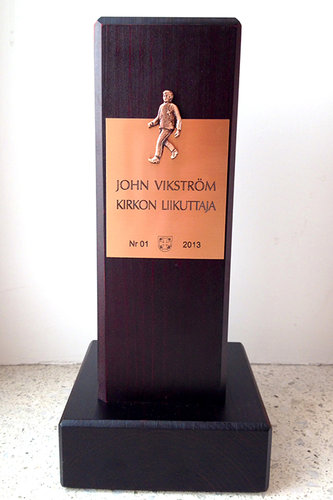 JOHN VIKSTRÖM
KIRKON LIIKUTTAJA
Nr 01 2013